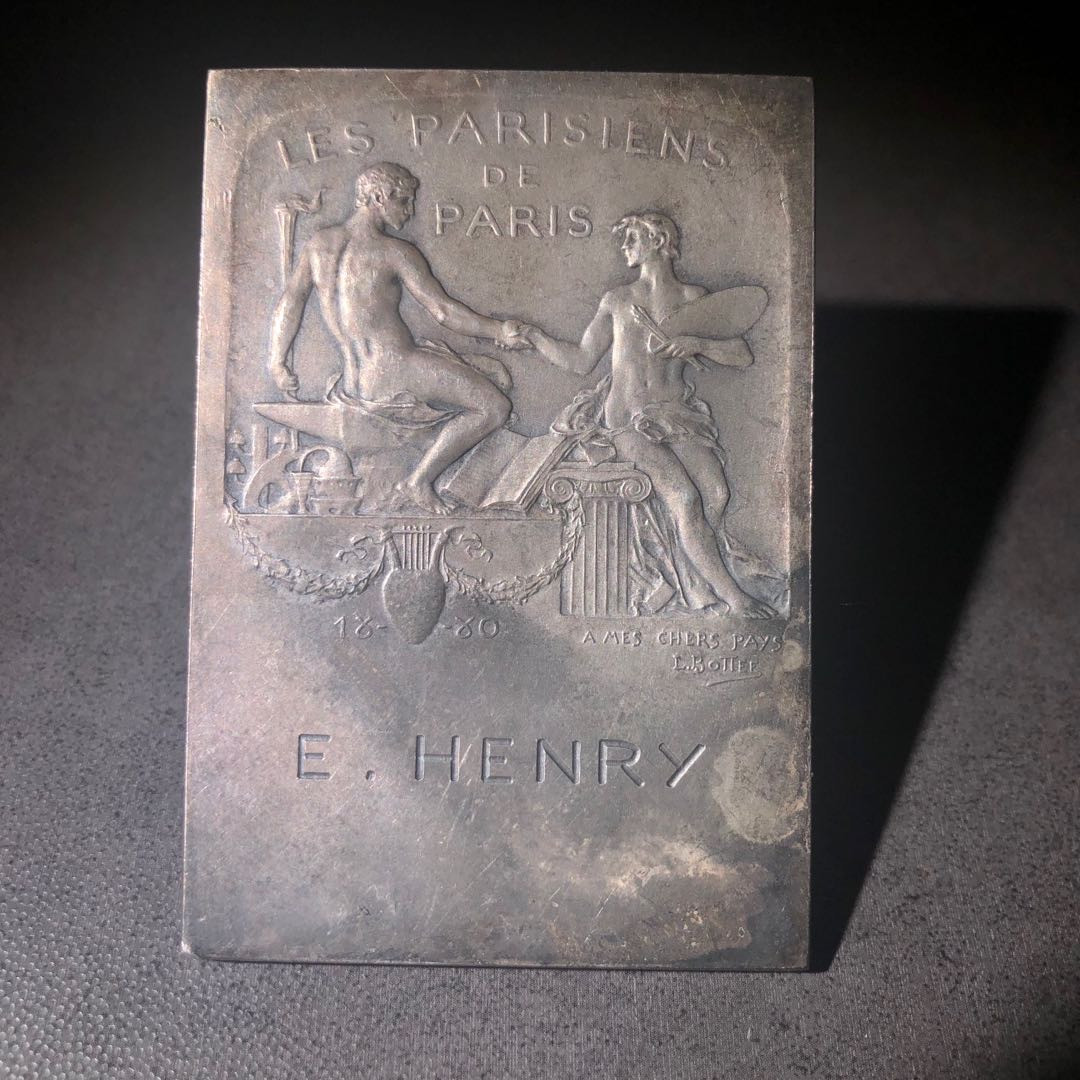 LES PARISIENS
DE
PARIS
18-80
A MES CHERS PAYS
L.BOTTEE
E. HENRY